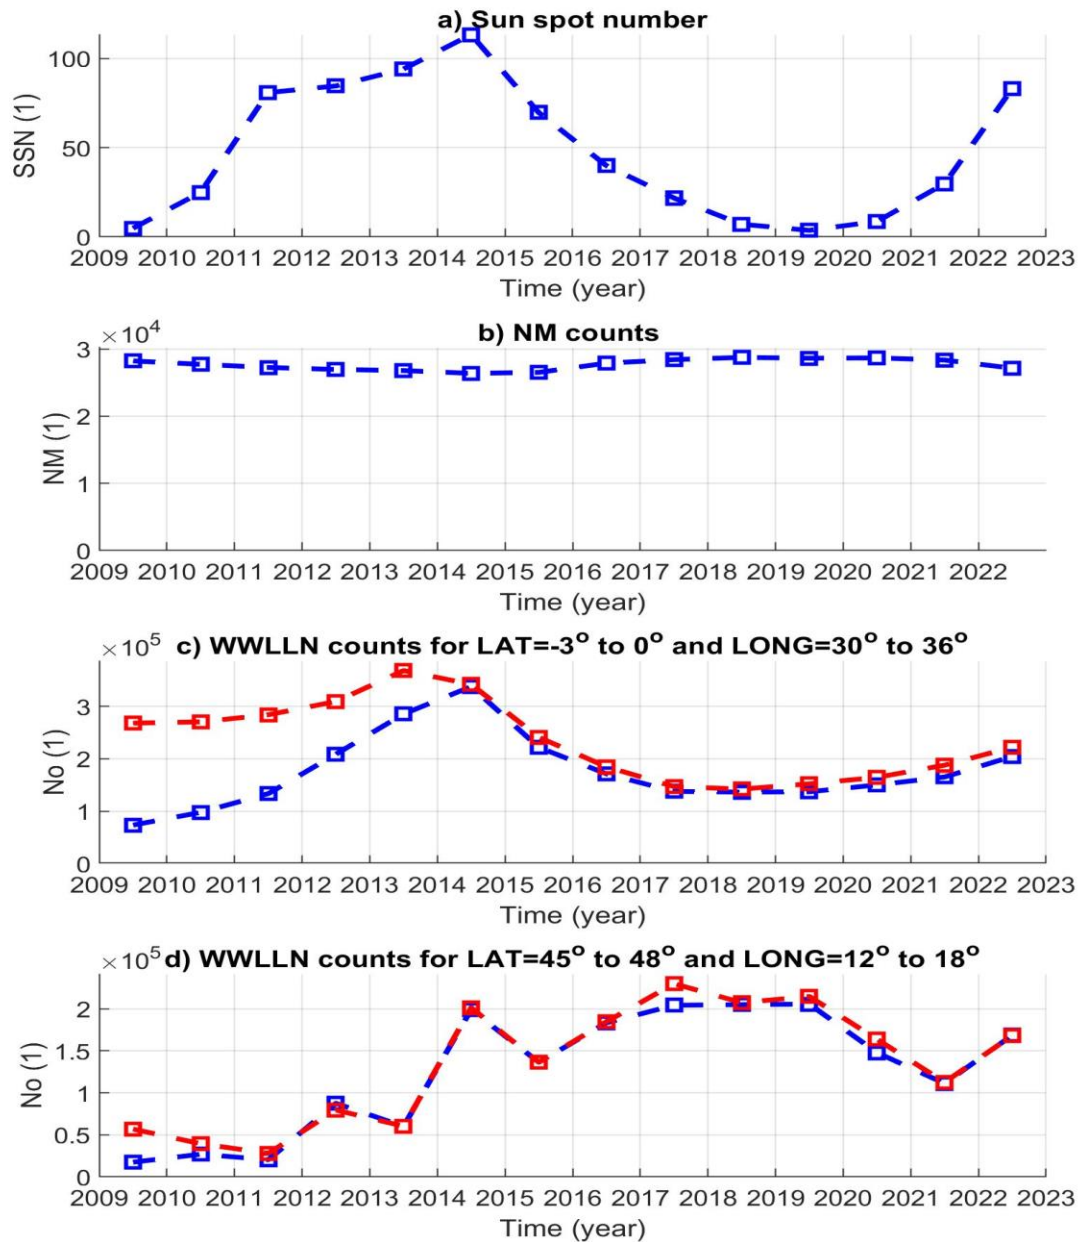 a) Sun spot number
100
50
0
SSN (1)
2009 2010 2011 2012 2013 2014 2015 2016 2017 2018 2019 2020 2021 2022 2023
Time (year)
×10⁴
b) NM counts
3
2
1
0
NM (1)
2009 2010 2011 2012 2013 2014 2015 2016 2017 2018 2019 2020 2021 2022
Time (year)
×10⁵ c) WWLLN counts for LAT=-3° to 0° and LONG=30° to 36°
3
2
1
0
No (1)
2009 2010 2011 2012 2013 2014 2015 2016 2017 2018 2019 2020 2021 2022 2023
Time (year)
×10⁵ d) WWLLN counts for LAT=45° to 48° and LONG=12° to 18°
2
1.5
1
0.5
0
No (1)
2009 2010 2011 2012 2013 2014 2015 2016 2017 2018 2019 2020 2021 2022 2023
Time (year)